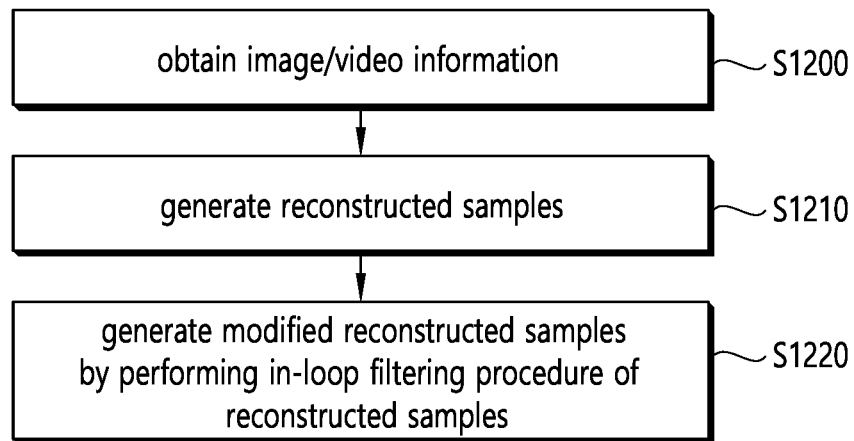 obtain image/video information
S1200
generate reconstructed samples
S1210
generate modified reconstructed samples
by performing in-loop filtering procedure of
reconstructed samples
S1220